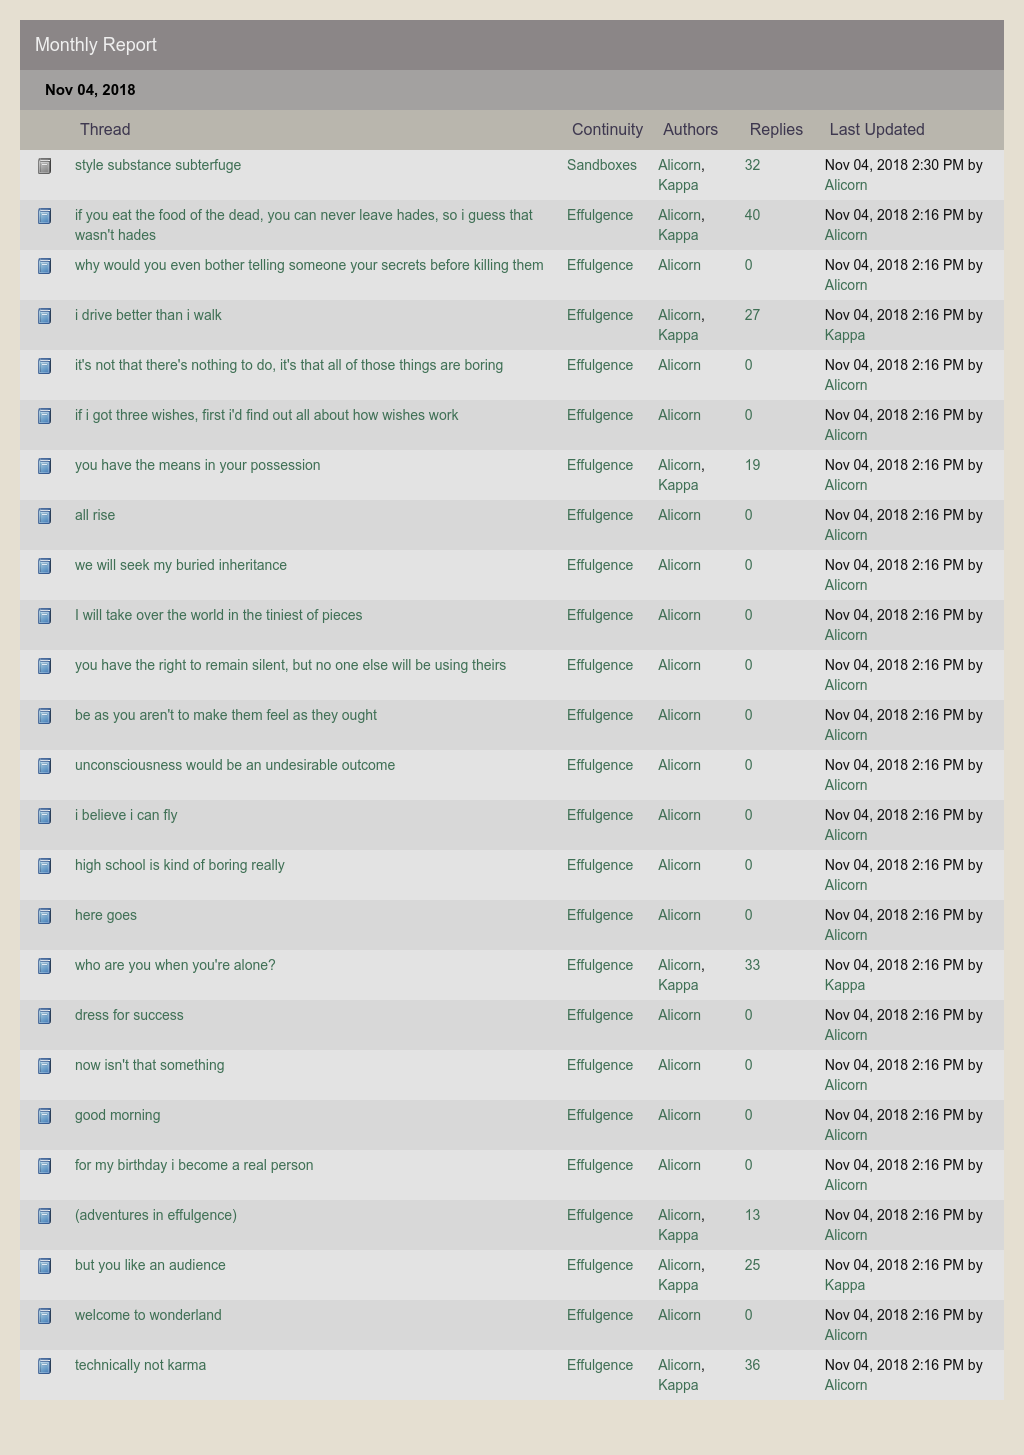 Monthly Report
Nov 04, 2018
Thread Continuity Authors Replies Last Updated
style substance subterfuge Sandboxes Alicorn, 32 Nov 04, 2018 2:30 PM by
Kappa Alicorn
if you eat the food of the dead, you can never leave hades, so i guess that Effulgence Alicorn, 40 Nov 04, 2018 2:16 PM by
wasn't hades Kappa Alicorn
why would you even bother telling someone your secrets before killing them Effulgence Alicorn 0 Nov 04, 2018 2:16 PM by
Alicorn
i drive better than i walk Effulgence Alicorn, 27 Nov 04, 2018 2:16 PM by
Kappa Kappa
it's not that there's nothing to do, it's that all of those things are boring Effulgence Alicorn 0 Nov 04, 2018 2:16 PM by
Alicorn
if i got three wishes, first i'd find out all about how wishes work Effulgence Alicorn 0 Nov 04, 2018 2:16 PM by
Alicorn
you have the means in your possession Effulgence Alicorn, 19 Nov 04, 2018 2:16 PM by
Kappa Alicorn
all rise Effulgence Alicorn 0 Nov 04, 2018 2:16 PM by
Alicorn
we will seek my buried inheritance Effulgence Alicorn 0 Nov 04, 2018 2:16 PM by
Alicorn
I will take over the world in the tiniest of pieces Effulgence Alicorn 0 Nov 04, 2018 2:16 PM by
Alicorn
you have the right to remain silent, but no one else will be using theirs Effulgence Alicorn 0 Nov 04, 2018 2:16 PM by
Alicorn
be as you aren't to make them feel as they ought Effulgence Alicorn 0 Nov 04, 2018 2:16 PM by
Alicorn
unconsciousness would be an undesirable outcome Effulgence Alicorn 0 Nov 04, 2018 2:16 PM by
Alicorn
i believe i can fly Effulgence Alicorn 0 Nov 04, 2018 2:16 PM by
Alicorn
high school is kind of boring really Effulgence Alicorn 0 Nov 04, 2018 2:16 PM by
Alicorn
here goes Effulgence Alicorn 0 Nov 04, 2018 2:16 PM by
Alicorn
who are you when you're alone? Effulgence Alicorn, 33 Nov 04, 2018 2:16 PM by
Kappa Kappa
dress for success Effulgence Alicorn 0 Nov 04, 2018 2:16 PM by
Alicorn
now isn't that something Effulgence Alicorn 0 Nov 04, 2018 2:16 PM by
Alicorn
good morning Effulgence Alicorn 0 Nov 04, 2018 2:16 PM by
Alicorn
for my birthday i become a real person Effulgence Alicorn 0 Nov 04, 2018 2:16 PM by
Alicorn
(adventures in effulgence) Effulgence Alicorn, 13 Nov 04, 2018 2:16 PM by
Kappa Alicorn
but you like an audience Effulgence Alicorn, 25 Nov 04, 2018 2:16 PM by
Kappa Kappa
welcome to wonderland Effulgence Alicorn 0 Nov 04, 2018 2:16 PM by
Alicorn
technically not karma Effulgence Alicorn, 36 Nov 04, 2018 2:16 PM by
Kappa Alicorn